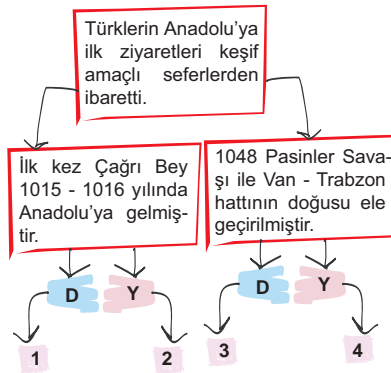 Türklerin Anadolu'ya
ilk ziyaretleri keşif
amaçlı seferlerden
ibaretti.
İlk kez Çağrı Bey
1015 - 1016 yılında
Anadolu'ya gelmiş-
tir.
1048 Pasinler Sava-
şı ile Van - Trabzon
hattının doğusu ele
geçirilmiştir.
D Y D Y
1 2 3 4